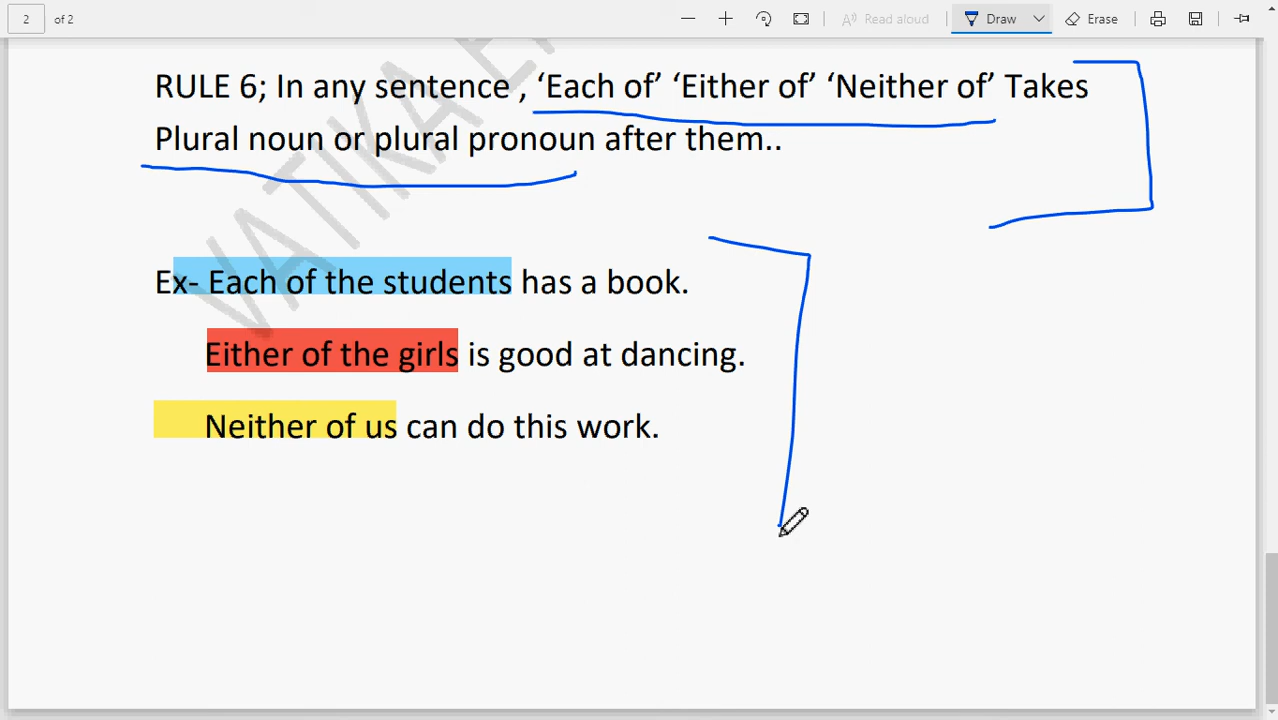 2 of 2 Read aloud Draw Erase
RULE 6; In any sentence , ‘Each of’ ‘Either of’ ‘Neither of’ Takes
Plural noun or plural pronoun after them..
Ex- Each of the students has a book.
Either of the girls is good at dancing.
Neither of us can do this work.
VATIKA